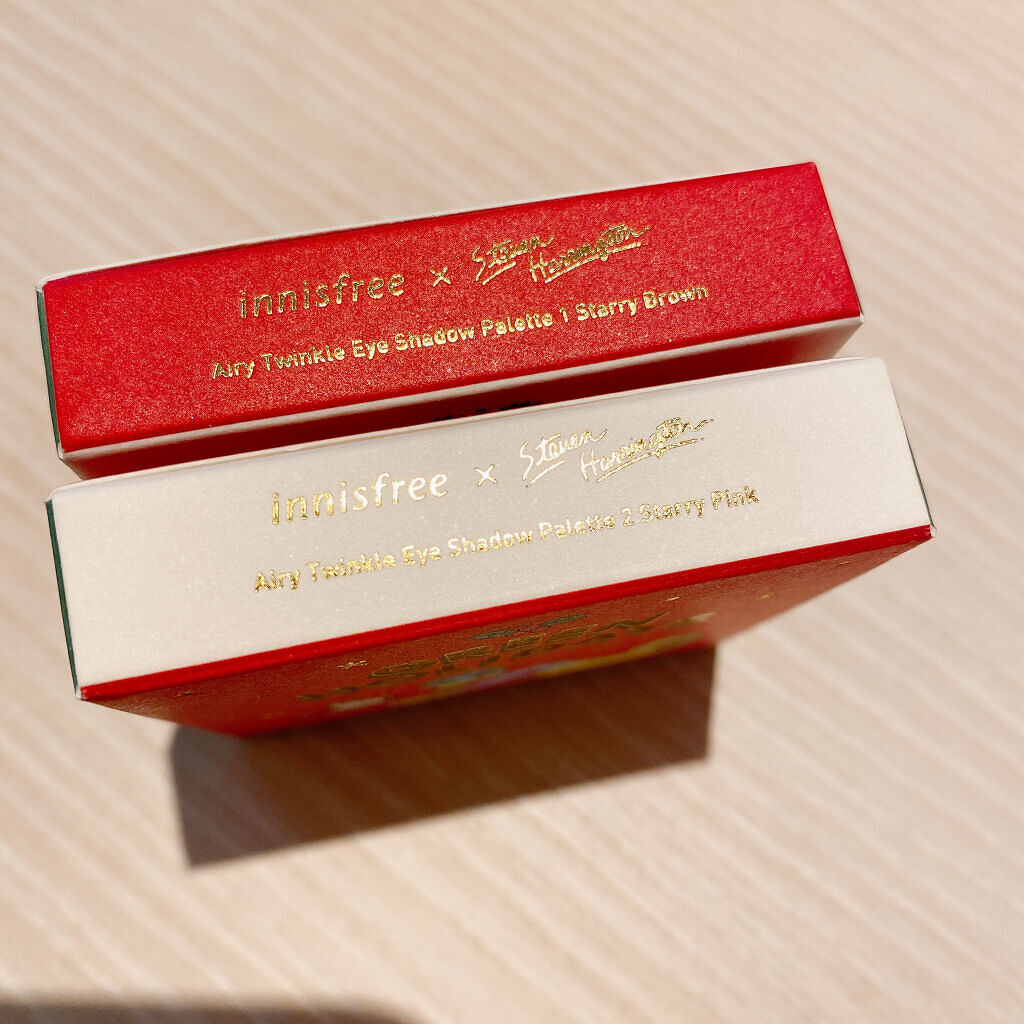 innisfree × Steven Harrington
Airy Twinkle Eye Shadow Palette 1 Starry Brown
innisfree × Steven Harrington
Airy Twinkle Eye Shadow Palette 2 Starry Pink
GREEN